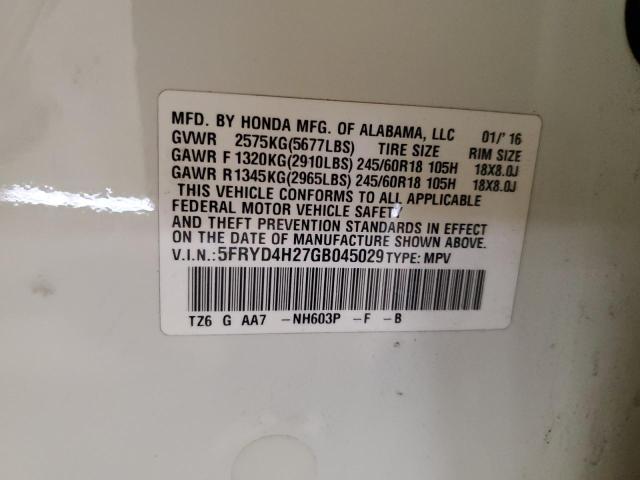 MFD. BY HONDA MFG. OF ALABAMA, LLC 01/'16
GVWR 2575KG(5677LBS) TIRE SIZE RIM SIZE
GAWR F 1320KG(2910LBS) 245/60R18 105H 18X8.0J
GAWR R 1345KG(2965LBS) 245/60R18 105H 18X8.0J
THIS VEHICLE CONFORMS TO ALL APPLICABLE
FEDERAL MOTOR VEHICLE SAFETY
AND THEFT PREVENTION STANDARDS IN EFFECT
ON THE DATE OF MANUFACTURE SHOWN ABOVE.
V.I.N.: 5FRYD4H27GB045029 TYPE: MPV
TZ6 G AA7 -NH603P -F -B